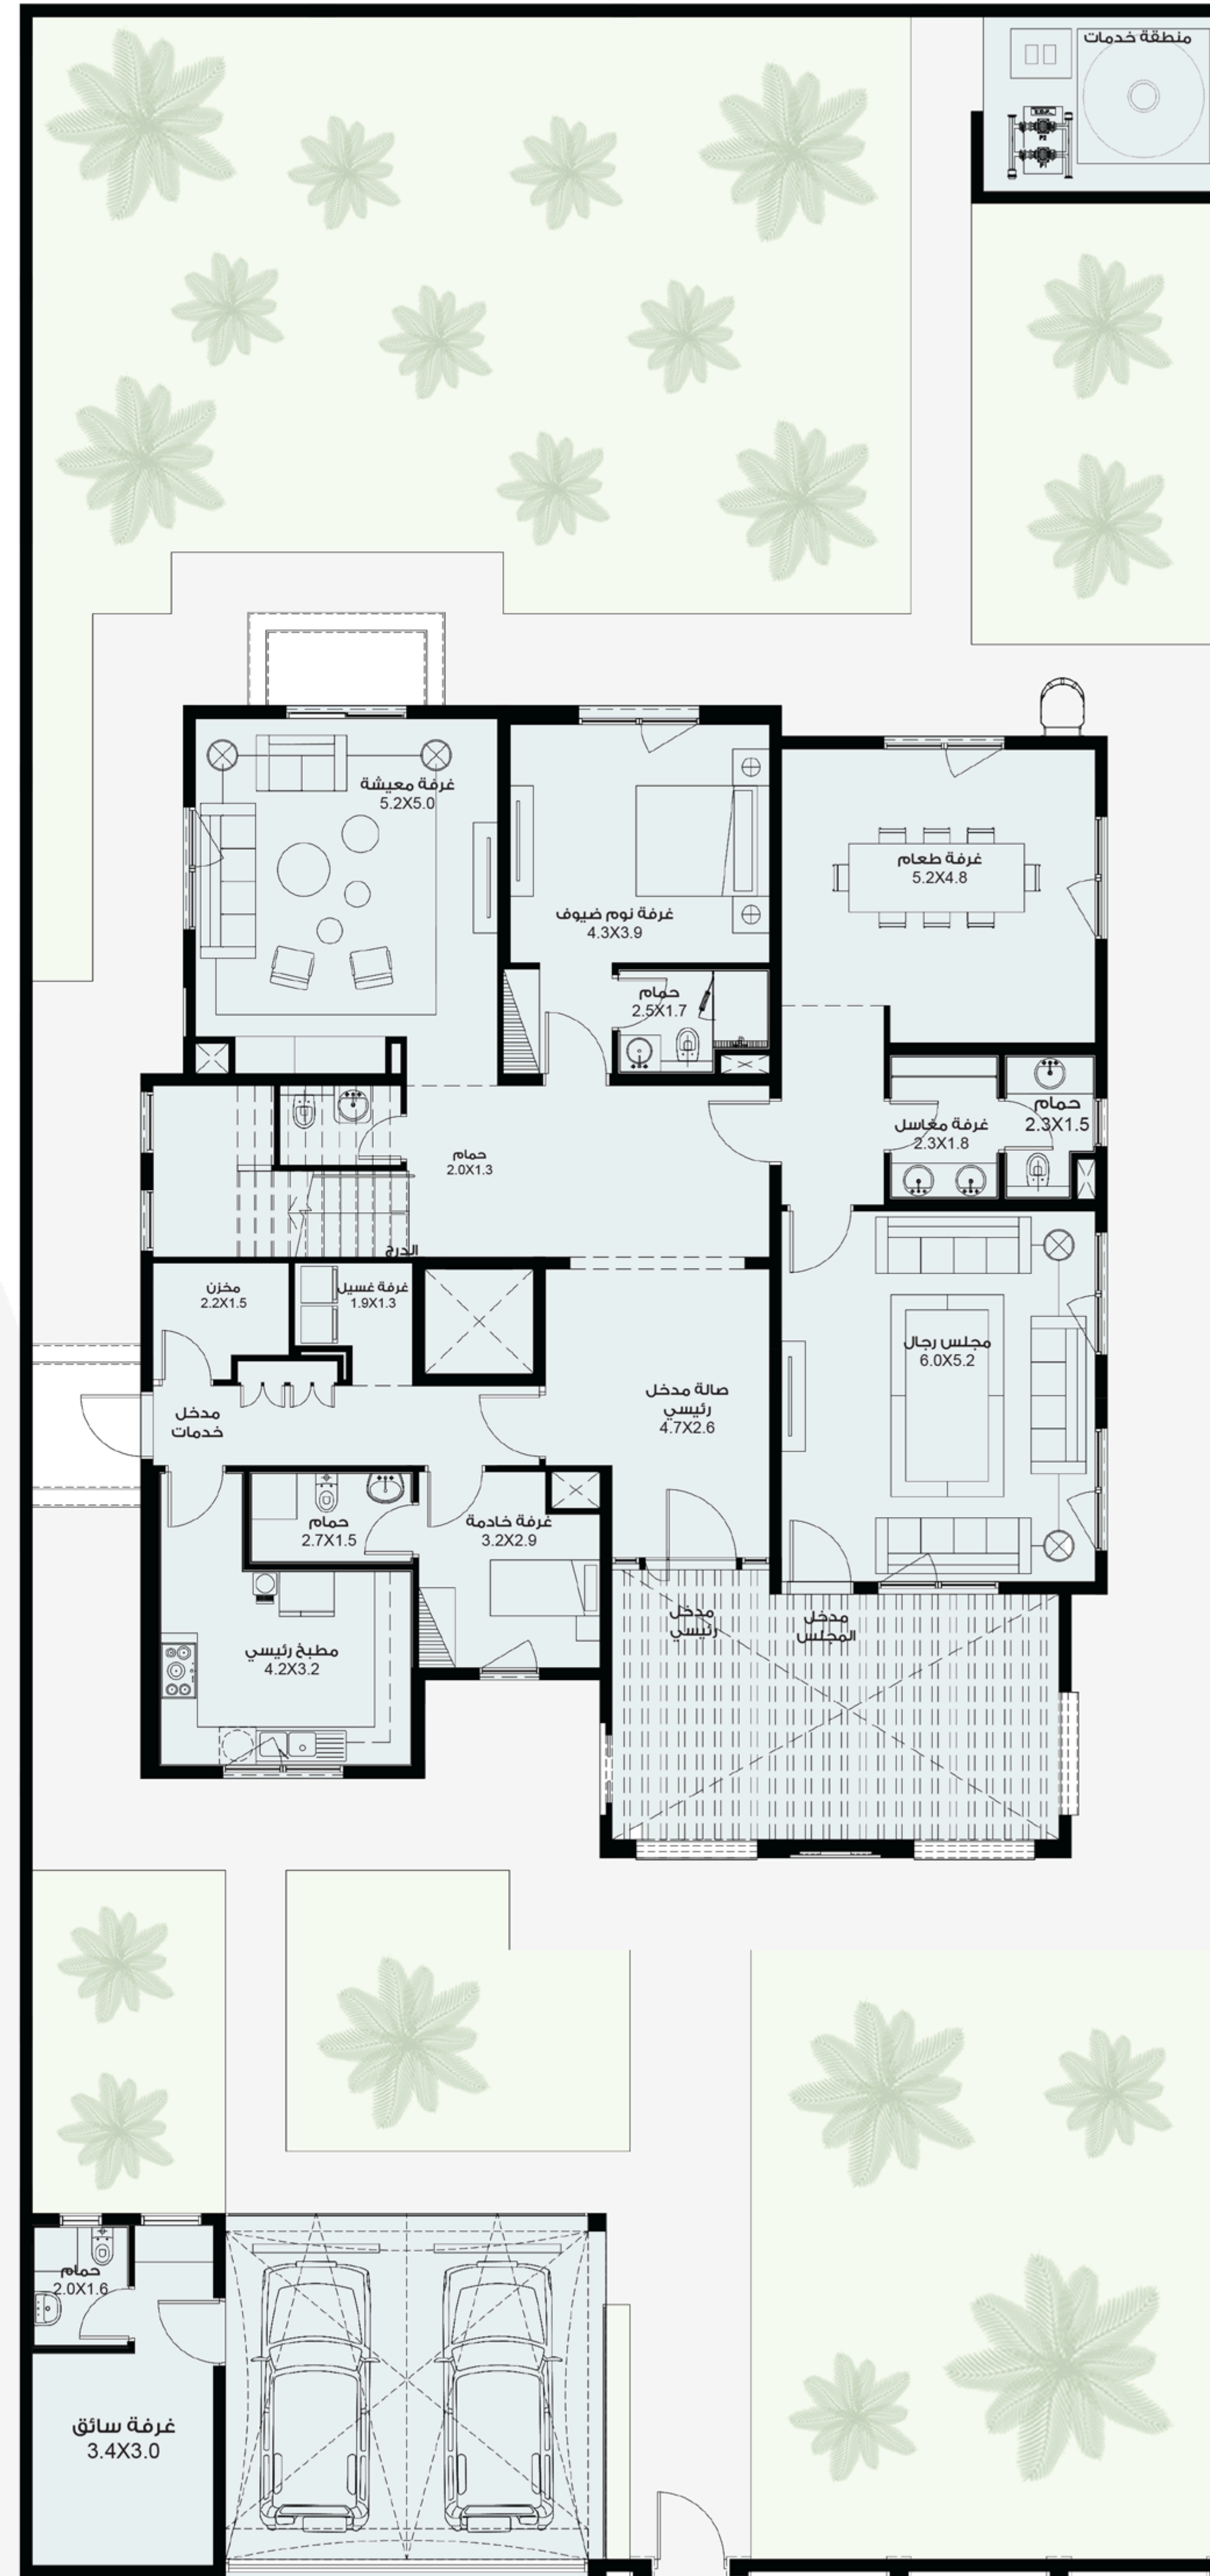 منطقة خدمات
غرفة معيشة
5.2X5.0
غرفة طعام
5.2X4.8
غرفة نوم ضيوف
4.3X3.9
حمام
2.5X1.7
حمام
2.3X1.5
غرفة مغاسل
2.3X1.8
حمام
2.0X1.3
الدرج
مخزن
2.2X1.5
غرفة غسيل
1.9X1.3
مجلس رجال
6.0X5.2
صالة مدخل
رئيسي
4.7X2.6
مدخل
خدمات
حمام
2.7X1.5
غرفة خادمة
3.2X2.9
مدخل
رئيسي
مدخل
المجلس
مطبخ رئيسي
4.2X3.2
حمام
2.0X1.6
غرفة سائق
3.4X3.0